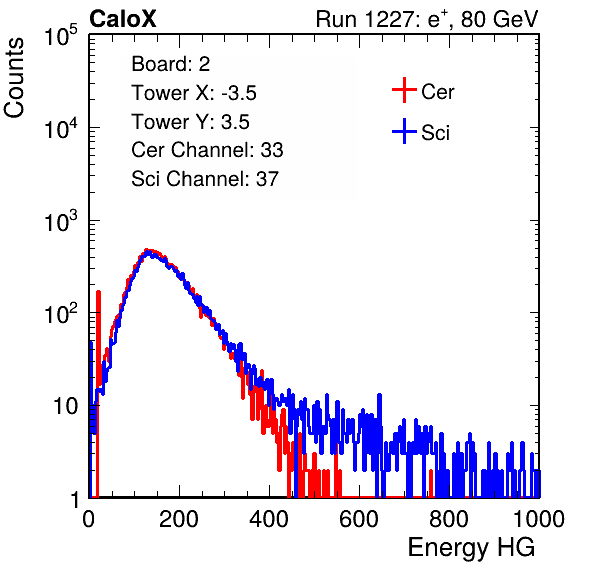 CaloX Run 1227: e⁺, 80 GeV
Counts
10⁵
10⁴
10³
10²
10
1
Board: 2
Tower X: -3.5
Tower Y: 3.5
Cer Channel: 33
Sci Channel: 37
Cer
Sci
0 200 400 600 800 1000
Energy HG